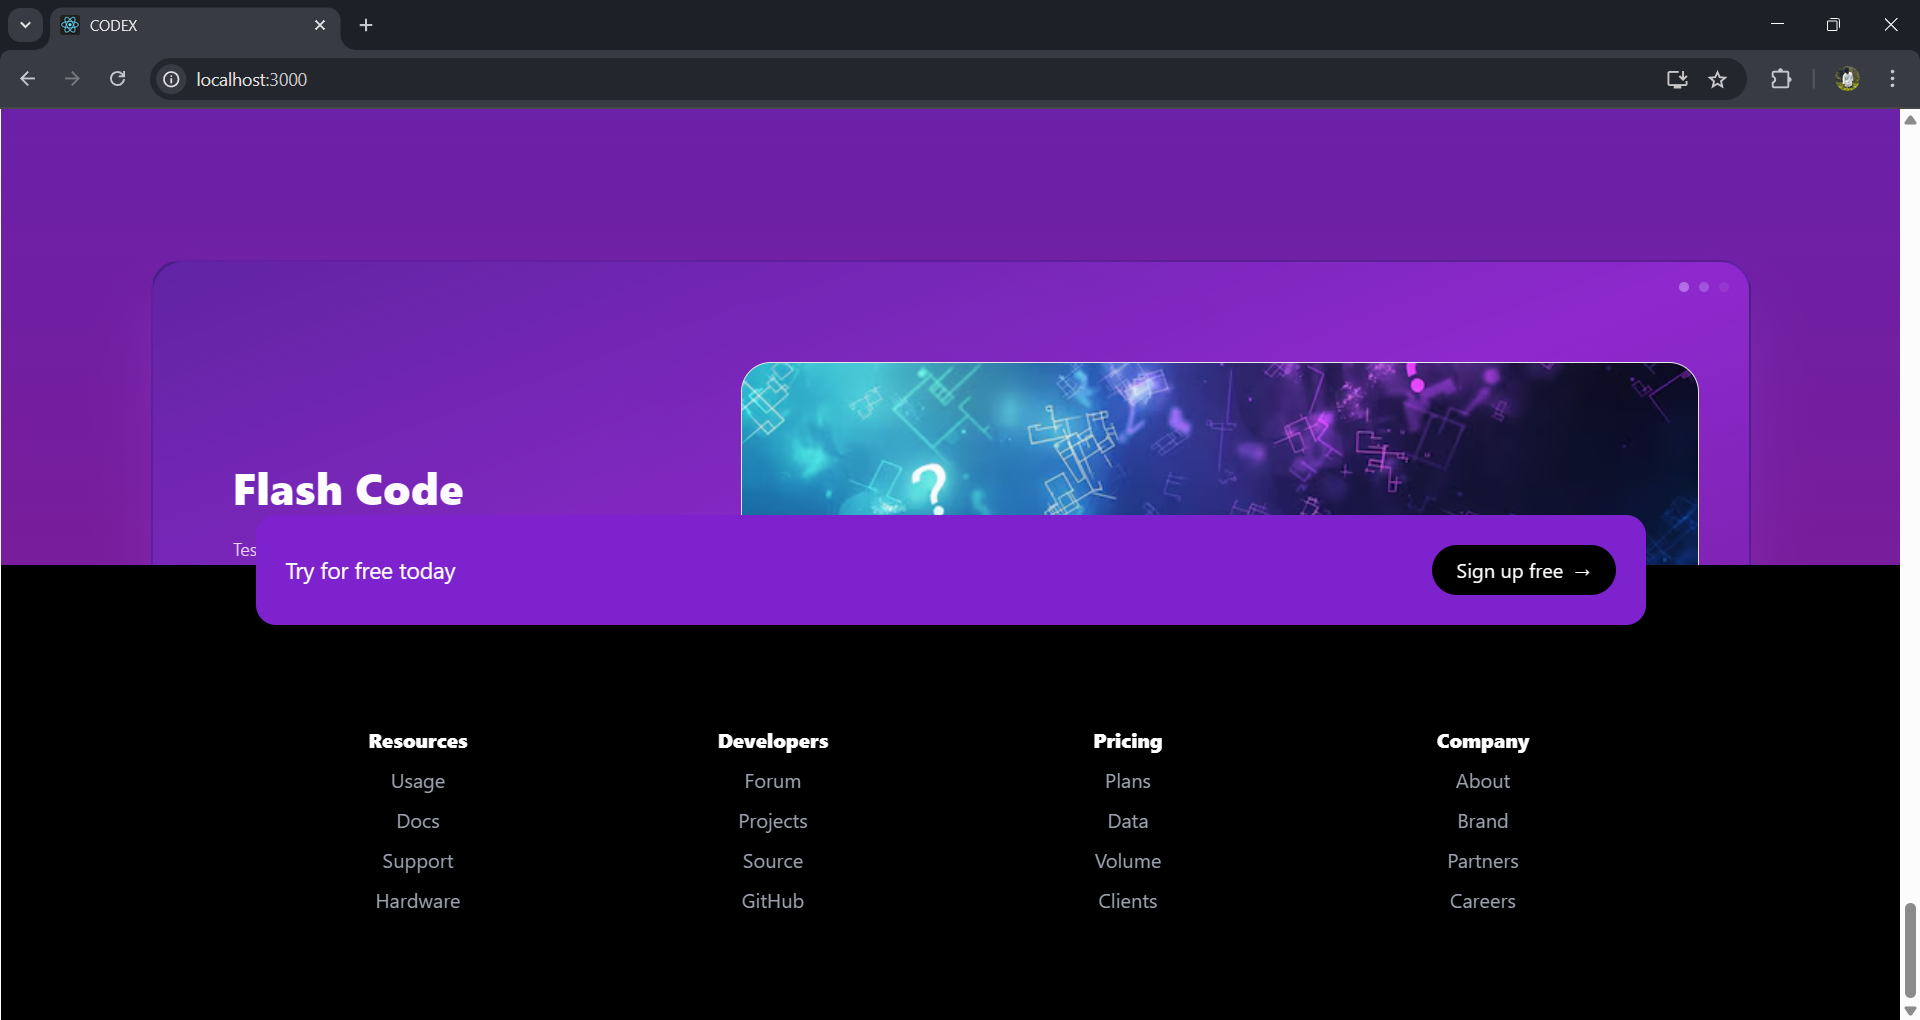 CODEX
localhost:3000
Flash Code
Tes
Try for free today
Sign up free →
Resources
Usage
Docs
Support
Hardware
Developers
Forum
Projects
Source
GitHub
Pricing
Plans
Data
Volume
Clients
Company
About
Brand
Partners
Careers